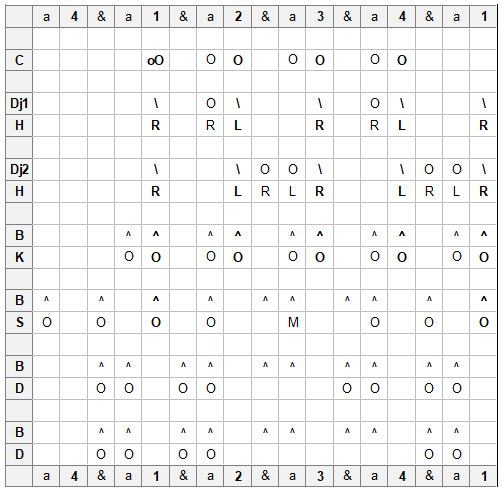 a 4 & a 1 & a 2 & a 3 & a 4 & a 1
C oO O O O O O O
Dj1 \ O \ \ O \ \
H R R L R R L R
Dj2 \ \ O O \ \ O O \
H R L R L R L R L R
B ^ ^ ^ ^ ^ ^ ^ ^ ^ ^
K O O O O O O O O O O
B ^ ^ ^ ^ ^ ^ ^ ^ ^ ^
S O O O O M O O O
B ^ ^ ^ ^ ^ ^ ^ ^ ^ ^
D O O O O O O O O
B ^ ^ ^ ^ ^ ^ ^ ^ ^ ^
D O O O O O O
a 4 & a 1 & a 2 & a 3 & a 4 & a 1